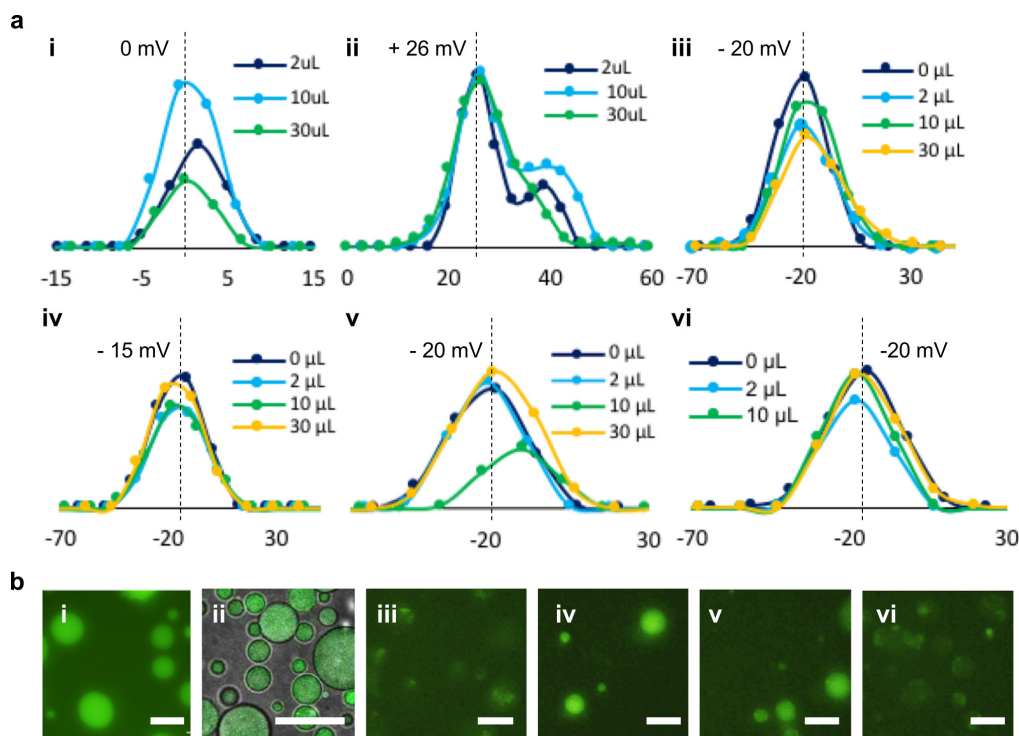 a
i
0 mV
2uL
10uL
30uL
-15
-5
5
15
ii
+ 26 mV
2uL
10uL
30uL
0
20
40
60
iii
- 20 mV
0 µL
2 µL
10 µL
30 µL
-70
-20
30
iv
- 15 mV
0 µL
2 µL
10 µL
30 µL
-70
-20
30
v
- 20 mV
0 µL
2 µL
10 µL
30 µL
-20
30
vi
-20 mV
0 µL
2 µL
10 µL
-70
-20
30
b
i
ii
iii
iv
v
vi